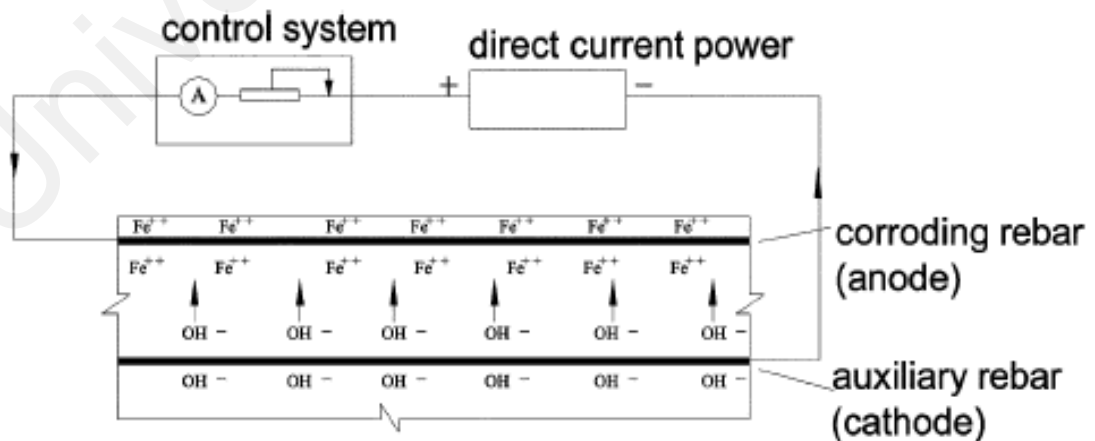 control system
direct current power
A
+ −
Fe++ Fe++ Fe++ Fe++ Fe++ Fe++ Fe++
corroding rebar
(anode)
Fe++ Fe++ Fe++ Fe++ Fe++ Fe++ Fe++
OH − OH − OH − OH − OH − OH −
auxiliary rebar
(cathode)
OH − OH − OH − OH − OH − OH −